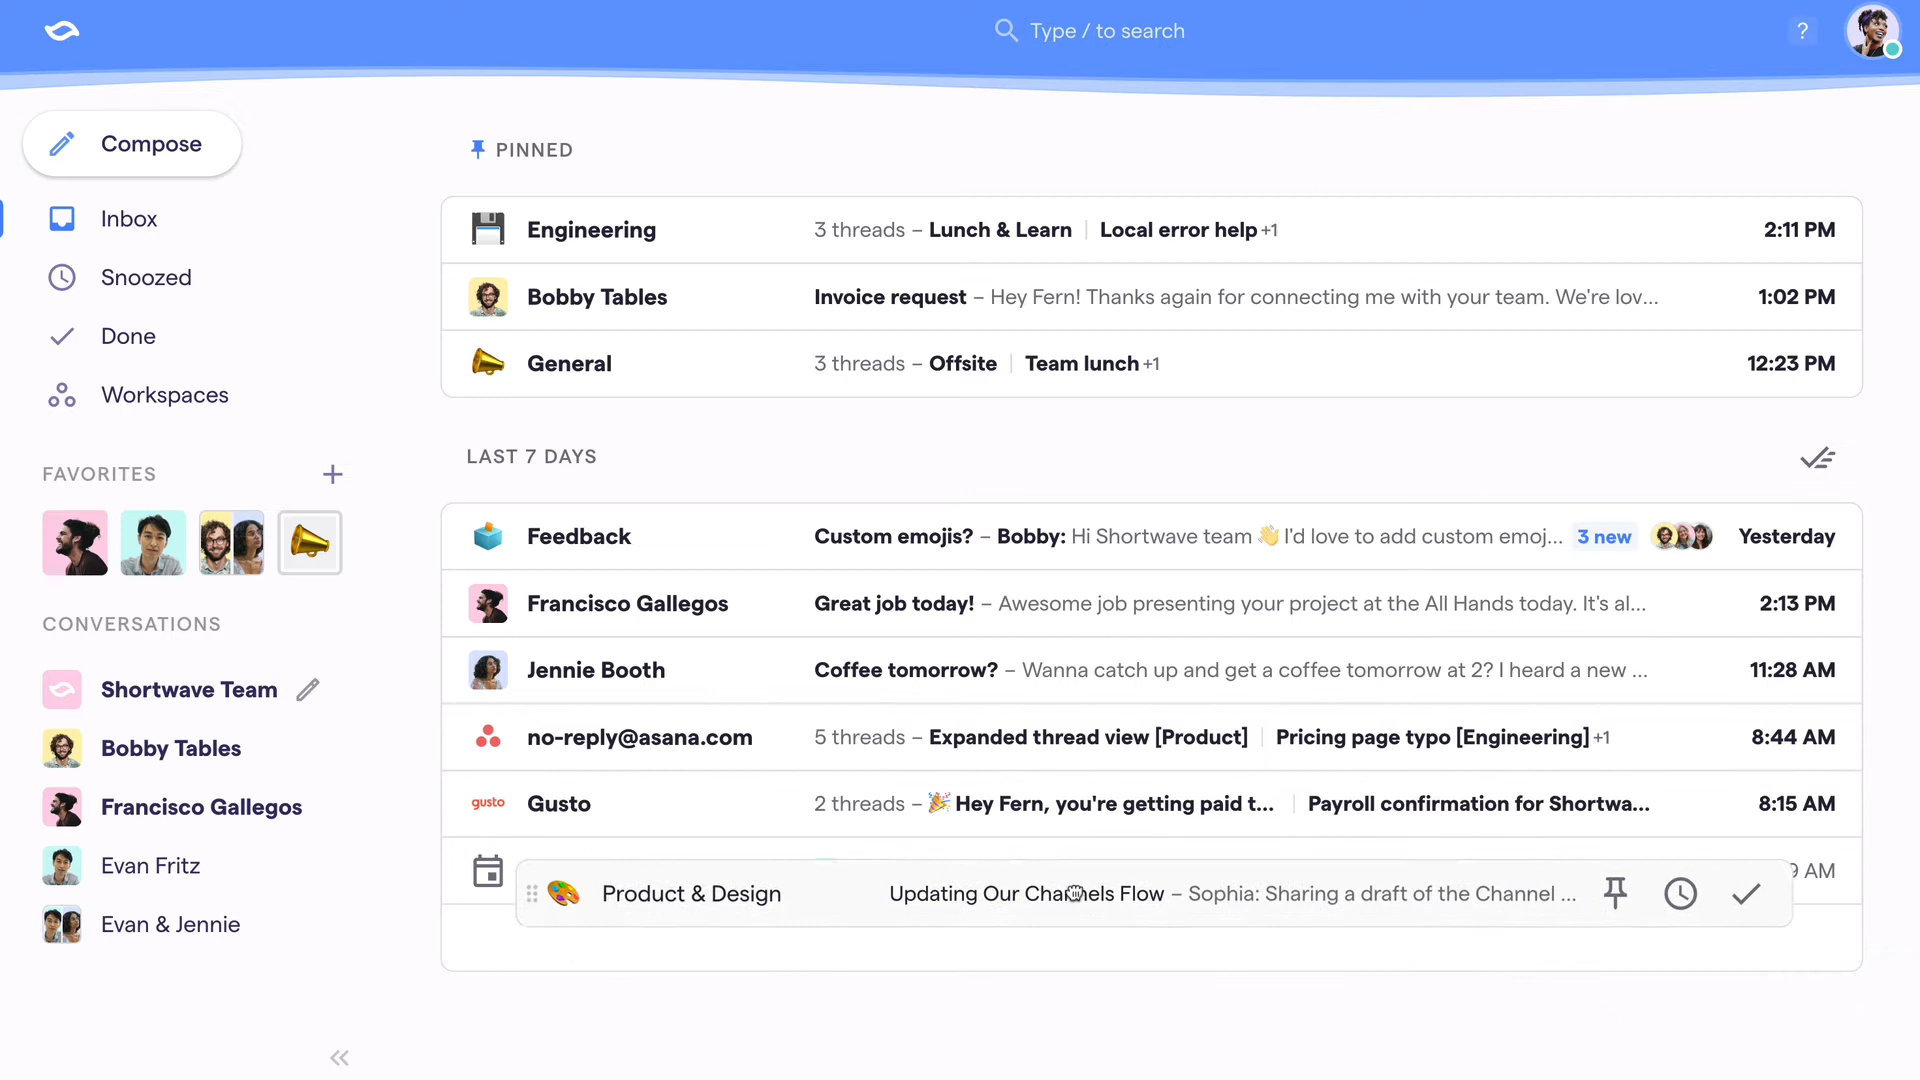 Type / to search
?
Compose
Inbox
Snoozed
Done
Workspaces
FAVORITES
CONVERSATIONS
Shortwave Team
Bobby Tables
Francisco Gallegos
Evan Fritz
Evan & Jennie
PINNED
Engineering 3 threads – Lunch & Learn Local error help +1 2:11 PM
Bobby Tables Invoice request – Hey Fern! Thanks again for connecting me with your team. We're lov... 1:02 PM
General 3 threads – Offsite Team lunch +1 12:23 PM
LAST 7 DAYS
Feedback Custom emojis? – Bobby: Hi Shortwave team 👋 I'd love to add custom emoj... 3 new Yesterday
Francisco Gallegos Great job today! – Awesome job presenting your project at the All Hands today. It's al... 2:13 PM
Jennie Booth Coffee tomorrow? – Wanna catch up and get a coffee tomorrow at 2? I heard a new ... 11:28 AM
no-reply@asana.com 5 threads – Expanded thread view [Product] Pricing page typo [Engineering] +1 8:44 AM
gusto Gusto 2 threads – 🎉 Hey Fern, you're getting paid t... Payroll confirmation for Shortwa... 8:15 AM
AM
Product & Design Updating Our Channels Flow – Sophia: Sharing a draft of the Channel ...